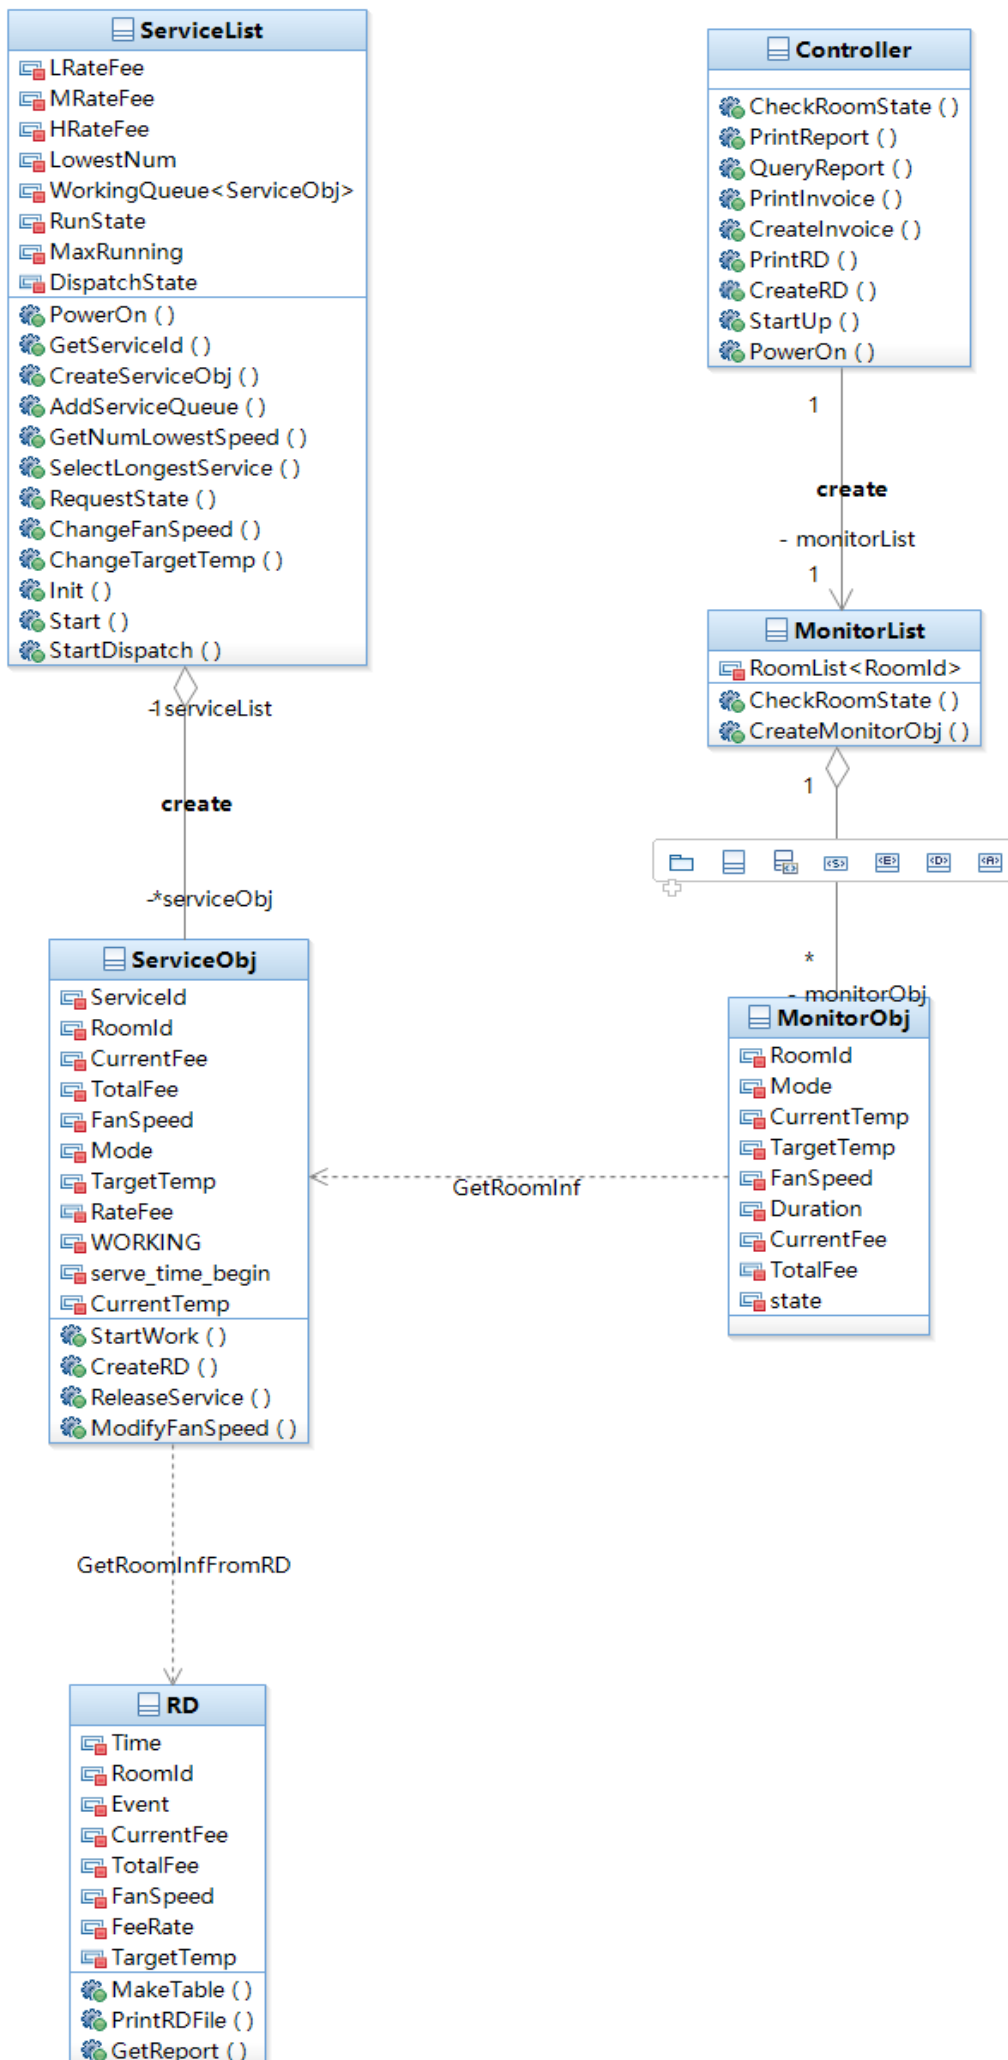 ServiceList
LRateFee
MRateFee
HRateFee
LowestNum
WorkingQueue<ServiceObj>
RunState
MaxRunning
DispatchState
PowerOn ( )
GetServiceId ( )
CreateServiceObj ( )
AddServiceQueue ( )
GetNumLowestSpeed ( )
SelectLongestService ( )
RequestState ( )
ChangeFanSpeed ( )
ChangeTargetTemp ( )
Init ( )
Start ( )
StartDispatch ( )
-1serviceList
create
-*serviceObj
Controller
CheckRoomState ( )
PrintReport ( )
QueryReport ( )
PrintInvoice ( )
CreateInvoice ( )
PrintRD ( )
CreateRD ( )
StartUp ( )
PowerOn ( )
1
create
- monitorList
1
MonitorList
RoomList<RoomId>
CheckRoomState ( )
CreateMonitorObj ( )
1
<S> <E> <D> <A>
*
- monitorObj
MonitorObj
RoomId
Mode
CurrentTemp
TargetTemp
FanSpeed
Duration
CurrentFee
TotalFee
state
GetRoomInf
ServiceObj
ServiceId
RoomId
CurrentFee
TotalFee
FanSpeed
Mode
TargetTemp
RateFee
WORKING
serve_time_begin
CurrentTemp
StartWork ( )
CreateRD ( )
ReleaseService ( )
ModifyFanSpeed ( )
GetRoomInfFromRD
RD
Time
RoomId
Event
CurrentFee
TotalFee
FanSpeed
FeeRate
TargetTemp
MakeTable ( )
PrintRDFile ( )
GetReport ( )